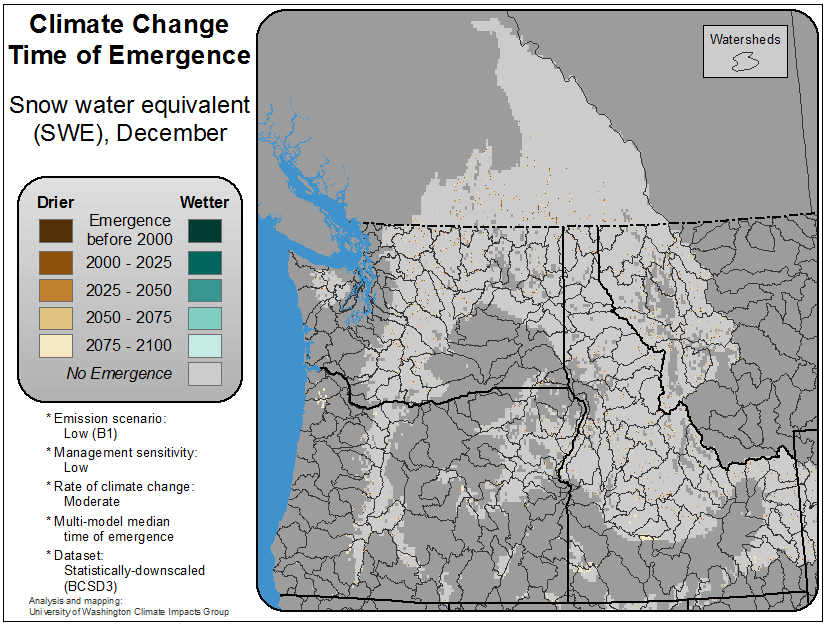 Climate Change
Time of Emergence
Snow water equivalent
(SWE), December
Drier
Wetter
Emergence
before 2000
2000 - 2025
2025 - 2050
2050 - 2075
2075 - 2100
No Emergence
* Emission scenario:
Low (B1)
* Management sensitivity:
Low
* Rate of climate change:
Moderate
* Multi-model median
time of emergence
* Dataset:
Statistically-downscaled
(BCSD3)
Analysis and mapping:
University of Washington Climate Impacts Group
Watersheds